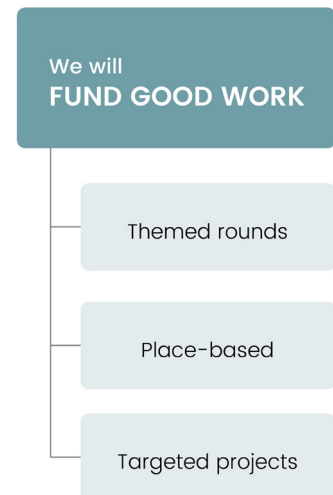 We will
FUND GOOD WORK
Themed rounds
Place-based
Targeted projects